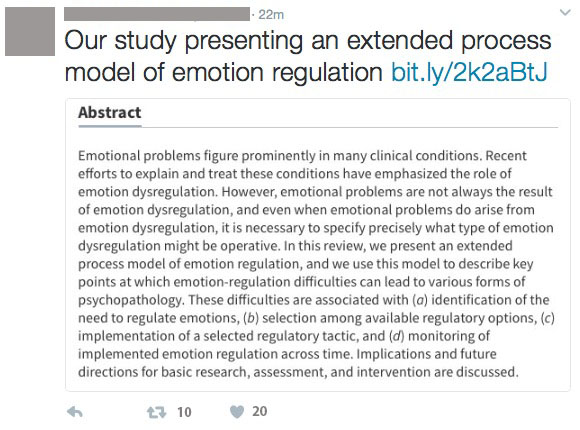 · 22m
Our study presenting an extended process
model of emotion regulation bit.ly/2k2aBtJ
Abstract
Emotional problems figure prominently in many clinical conditions. Recent
efforts to explain and treat these conditions have emphasized the role of
emotion dysregulation. However, emotional problems are not always the result
of emotion dysregulation, and even when emotional problems do arise from
emotion dysregulation, it is necessary to specify precisely what type of emotion
dysregulation might be operative. In this review, we present an extended
process model of emotion regulation, and we use this model to describe key
points at which emotion-regulation difficulties can lead to various forms of
psychopathology. These difficulties are associated with (a) identification of the
need to regulate emotions, (b) selection among available regulatory options, (c)
implementation of a selected regulatory tactic, and (d) monitoring of
implemented emotion regulation across time. Implications and future
directions for basic research, assessment, and intervention are discussed.
10 20